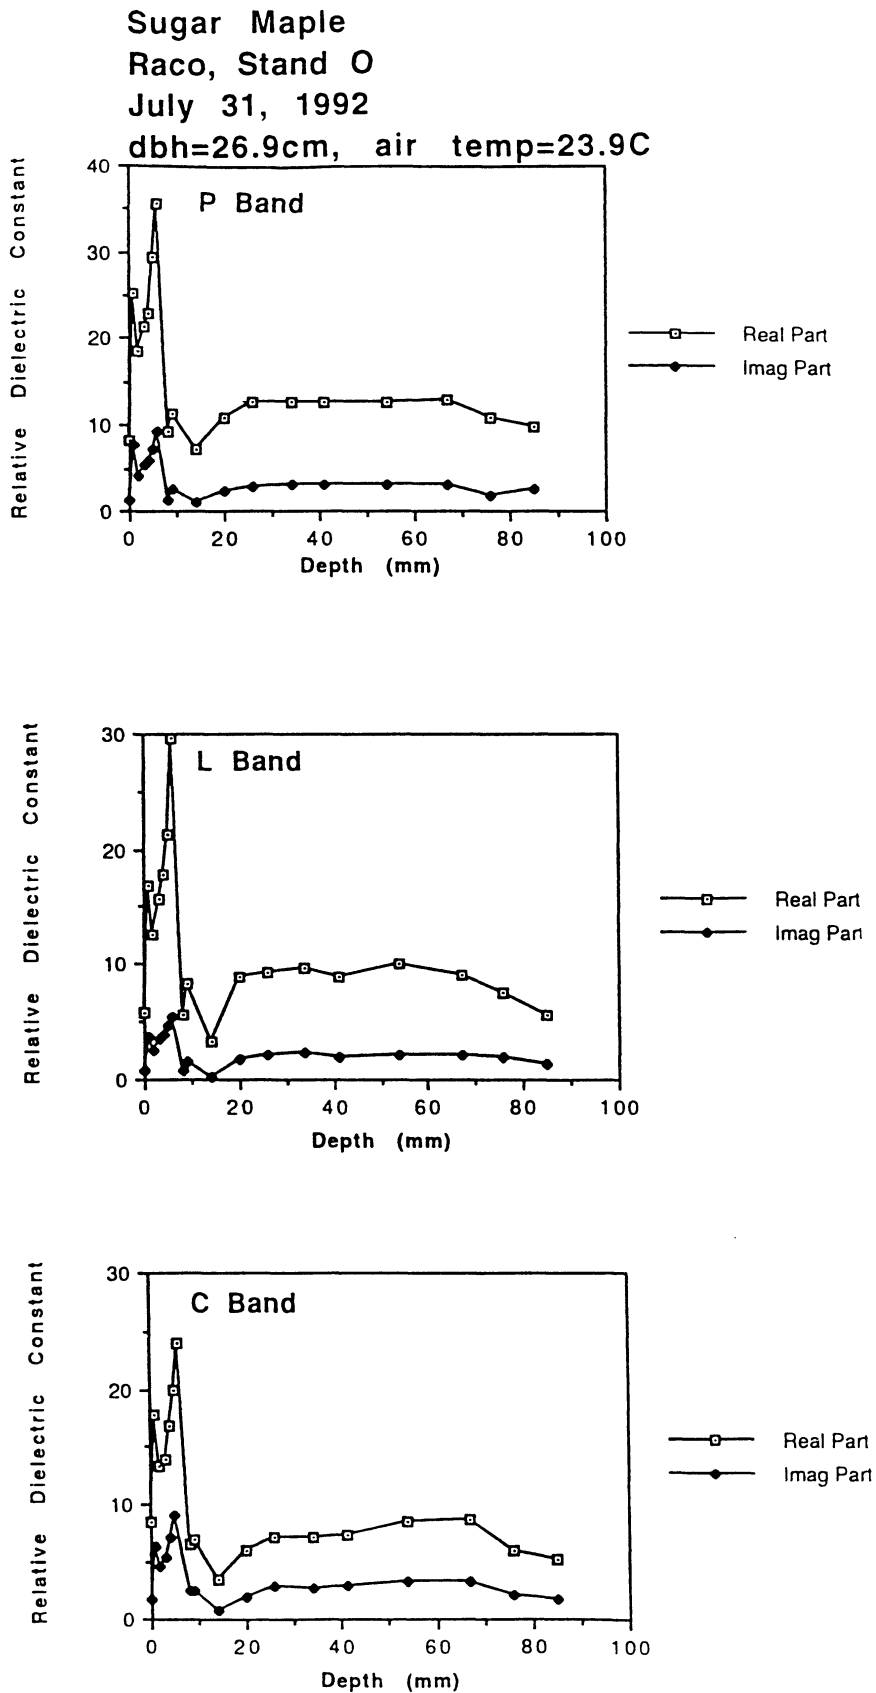 Sugar Maple
Raco, Stand O
July 31, 1992
dbh=26.9cm, air temp=23.9C
P Band
Relative Dielectric Constant
40
30
20
10
0
0 20 40 60 80 100
Depth (mm)
Real Part
Imag Part
L Band
Relative Dielectric Constant
30
20
10
0
0 20 40 60 80 100
Depth (mm)
Real Part
Imag Part
C Band
Relative Dielectric Constant
30
20
10
0
0 20 40 60 80 100
Depth (mm)
Real Part
Imag Part